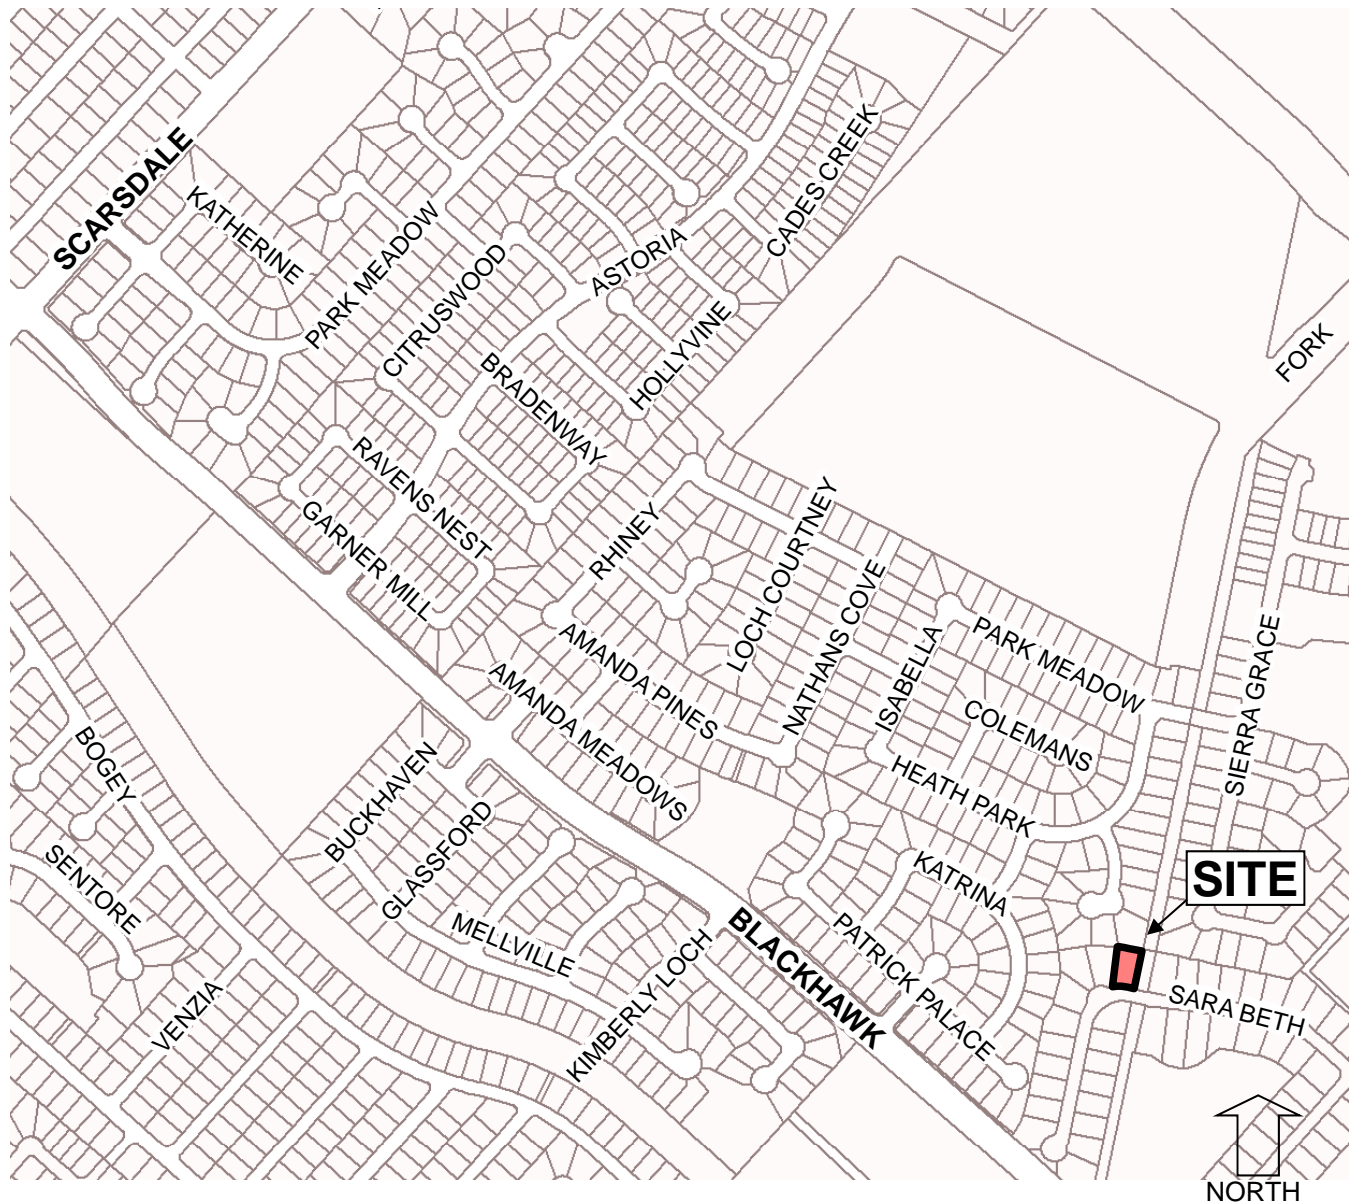 SCARSDALE
KATHERINE
PARK MEADOW
CITRUSWOOD
ASTORIA
CADES CREEK
HOLLYVINE
BRADENWAY
RAVENS NEST
GARNER MILL
FORK
RHINEY
LOCH COURTNEY
NATHANS COVE
ISABELLA
PARK MEADOW
SIERRA GRACE
AMANDA PINES
AMANDA MEADOWS
COLEMANS
HEATH PARK
BOGEY
BUCKHAVEN
GLASSFORD
SENTORE
MELLVILLE
KATRINA
SITE
PATRICK PALACE
BLACKHAWK
KIMBERLY LOCH
VENZIA
SARA BETH
NORTH